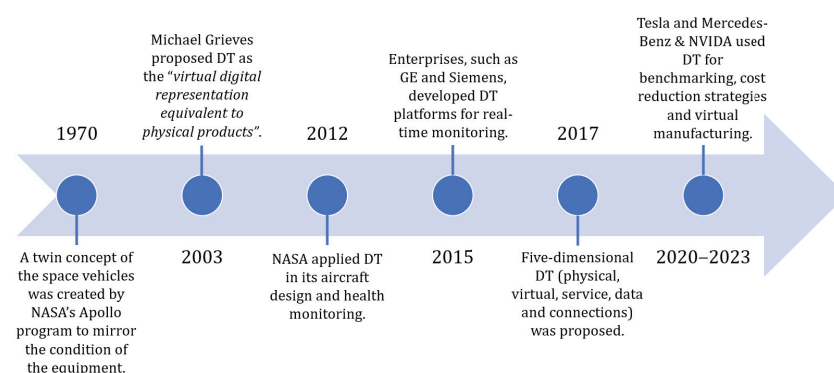 1970
A twin concept of
the space vehicles
was created by
NASA's Apollo
program to mirror
the condition of
the equipment.
Michael Grieves
proposed DT as
the “virtual digital
representation
equivalent to
physical products”.
2003
2012
NASA applied DT
in its aircraft
design and health
monitoring.
Enterprises, such as
GE and Siemens,
developed DT
platforms for real-
time monitoring.
2015
2017
Five-dimensional
DT (physical,
virtual, service, data
and connections)
was proposed.
Tesla and Mercedes-
Benz & NVIDA used
DT for
benchmarking, cost
reduction strategies
and virtual
manufacturing.
2020–2023